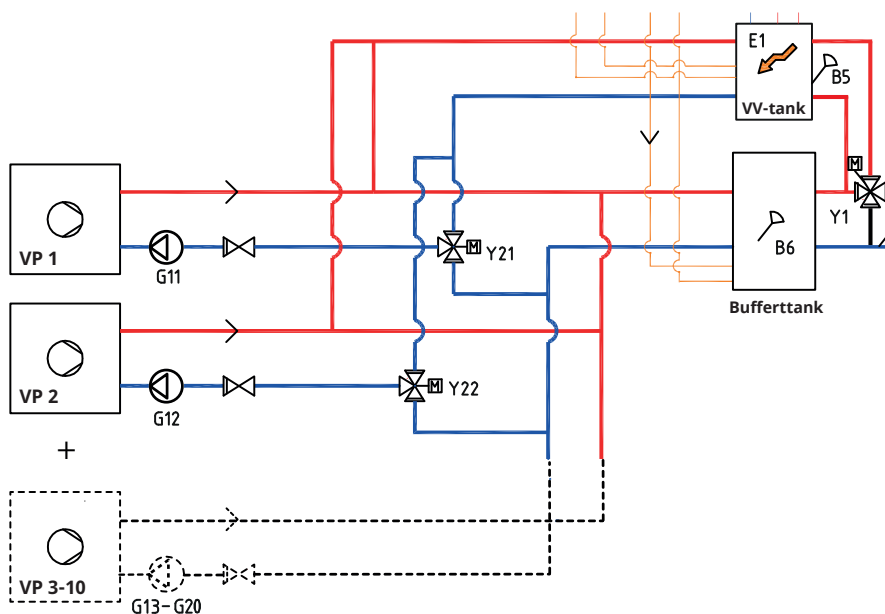 E1
B5
VV-tank
M
Y1
VP 1
G11
M
Y21
B6
Bufferttank
VP 2
G12
M
Y22
+
VP 3-10
G13-G20